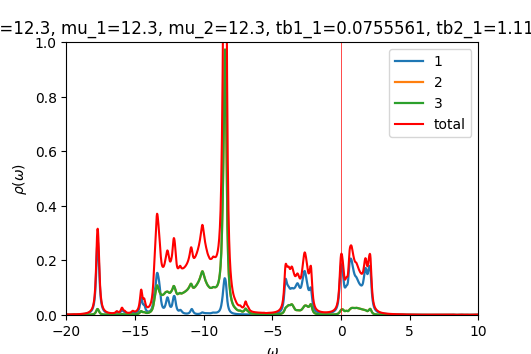 =12.3, mu_1=12.3, mu_2=12.3, tb1_1=0.0755561, tb2_1=1.11
1.0
0.8
0.6
0.4
0.2
0.0
ρ(ω)
1
2
3
total
−20 −15 −10 −5 0 5 10
ω